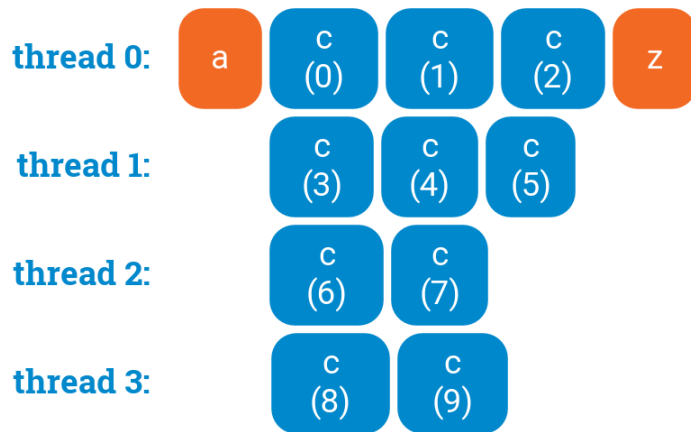 thread 0:
a
c
(0)
c
(1)
c
(2)
z
thread 1:
c
(3)
c
(4)
c
(5)
thread 2:
c
(6)
c
(7)
thread 3:
c
(8)
c
(9)